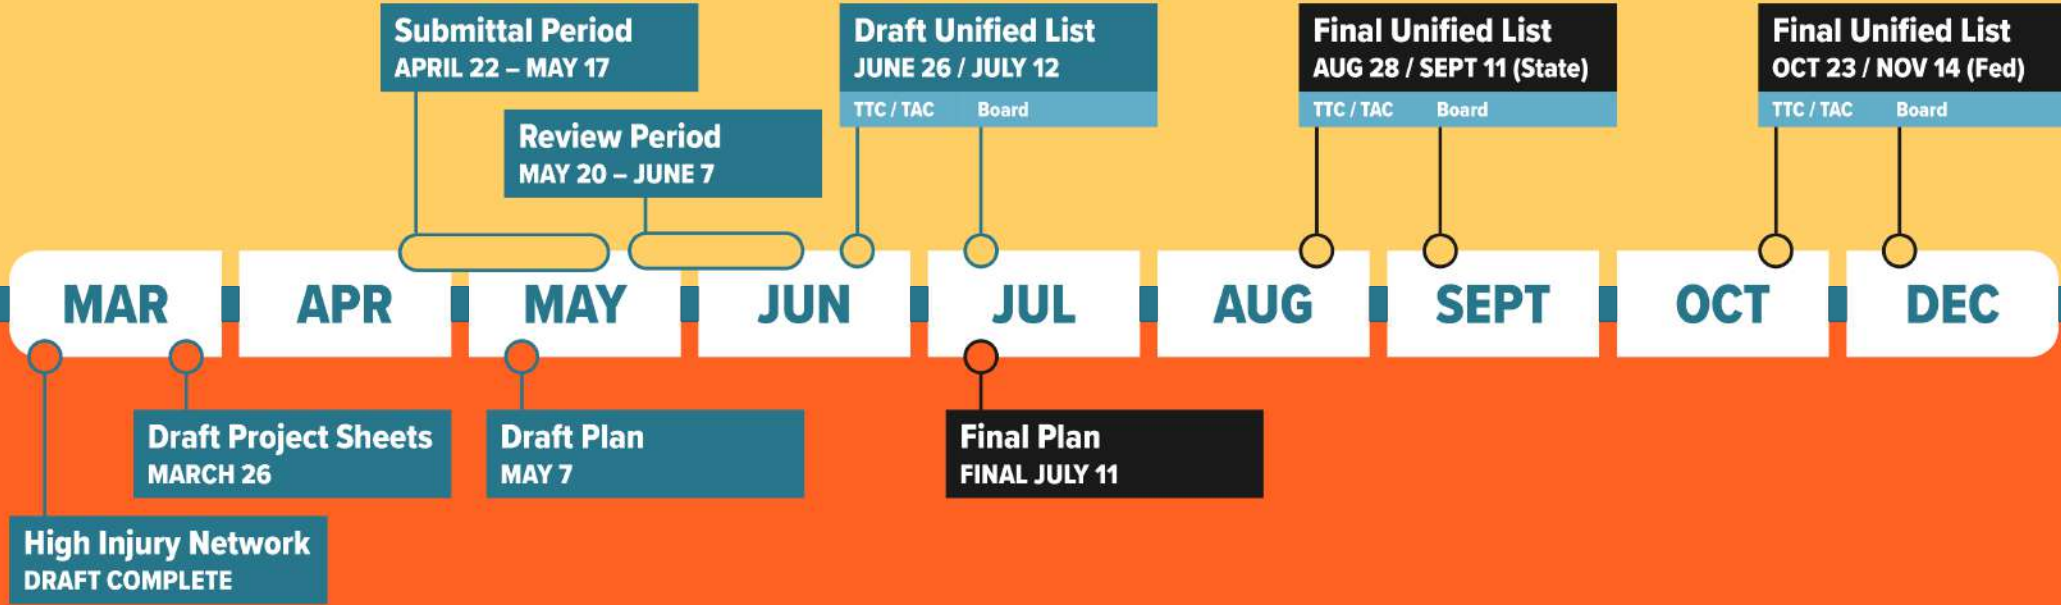 Submittal Period
APRIL 22 – MAY 17
Review Period
MAY 20 – JUNE 7
Draft Unified List
JUNE 26 / JULY 12
TTC / TAC Board
Final Unified List
AUG 28 / SEPT 11 (State)
TTC / TAC Board
Final Unified List
OCT 23 / NOV 14 (Fed)
TTC / TAC Board
MAR APR MAY JUN JUL AUG SEPT OCT DEC
Draft Project Sheets
MARCH 26
Draft Plan
MAY 7
Final Plan
FINAL JULY 11
High Injury Network
DRAFT COMPLETE